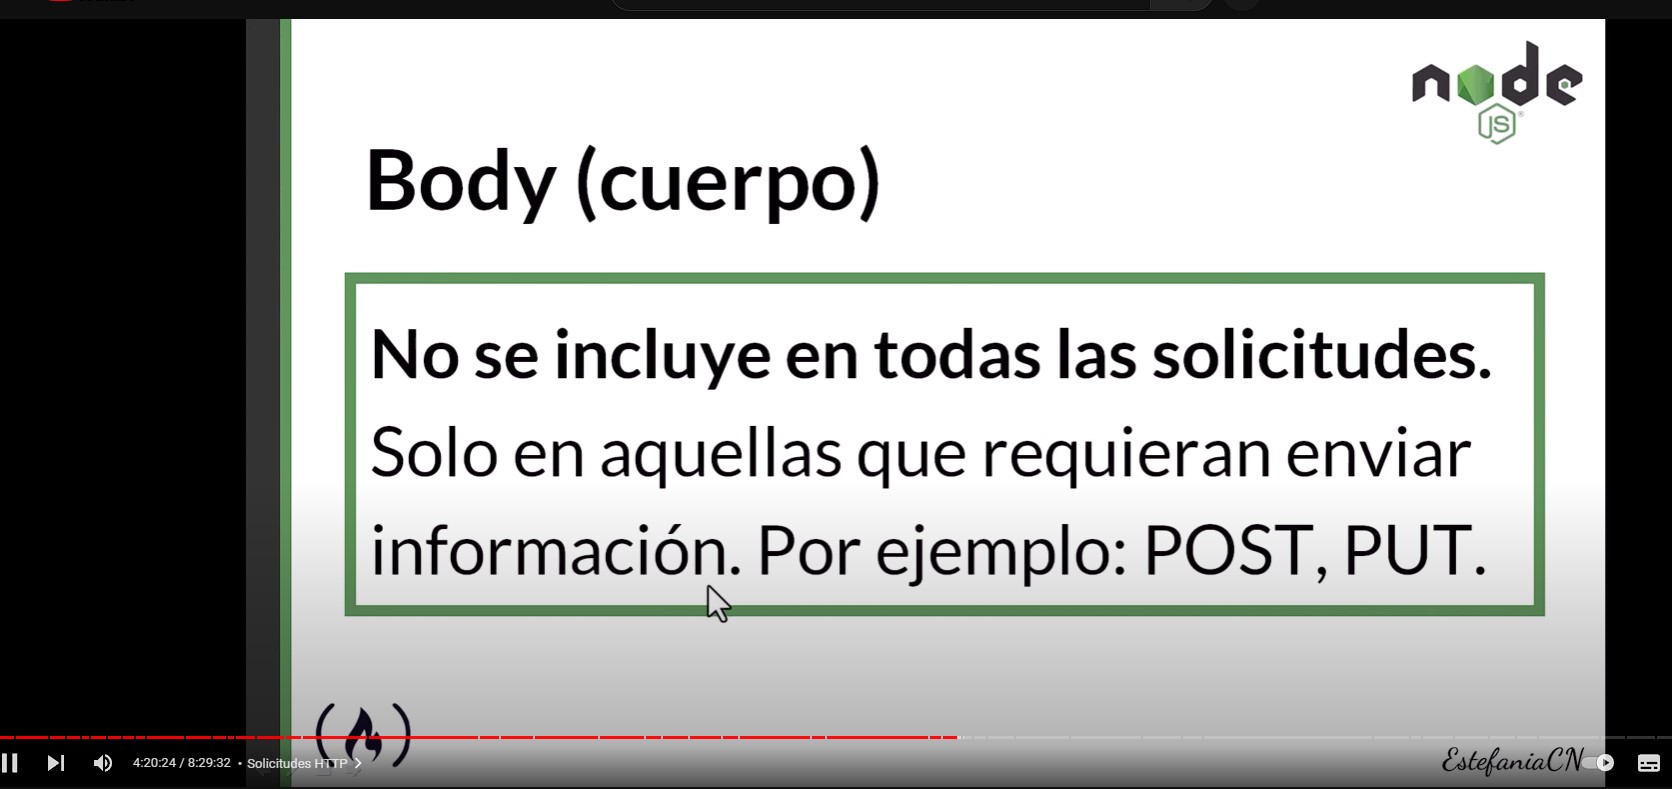 node
JS
Body (cuerpo)
No se incluye en todas las solicitudes.
Solo en aquellas que requieran enviar
información. Por ejemplo: POST, PUT.
EstefaniaCN
4:20:24 / 8:29:32 • Solicitudes HTTP